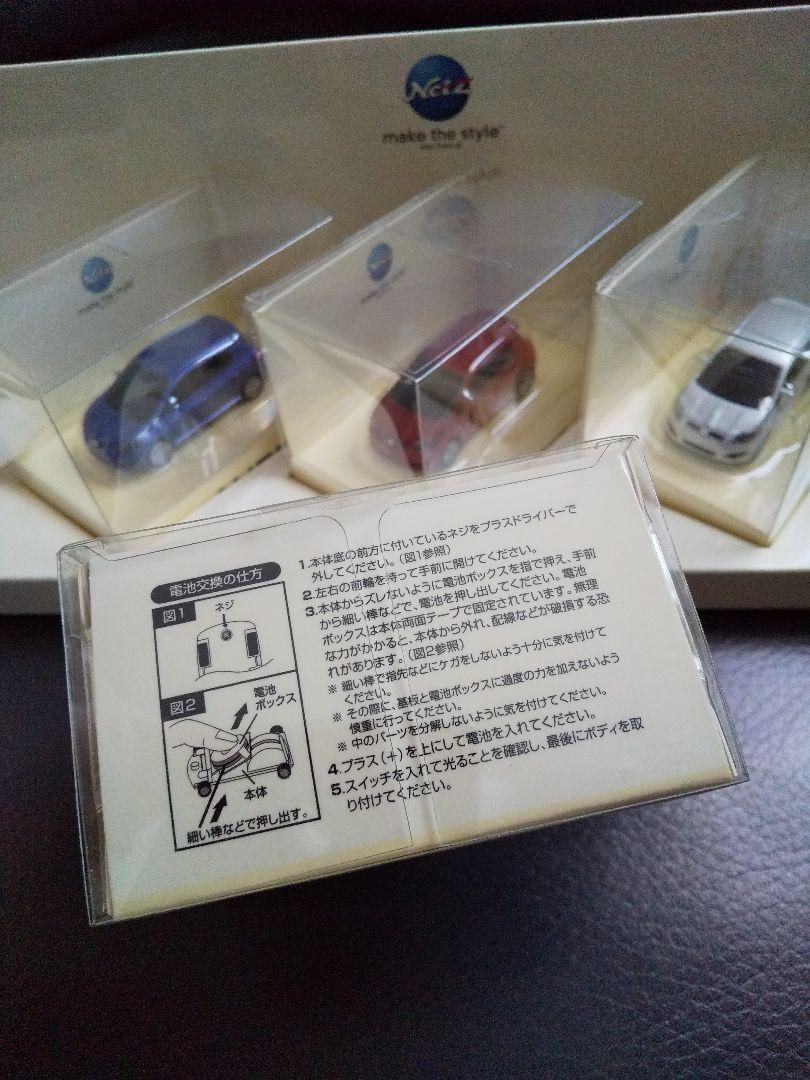 Netz
make the style
make the style
make the style
電池交換の仕方
図1
ネジ
図2
電池
ボックス
本体
細い棒などで押し出す。
1.本体底の前方に付いているネジをプラスドライバーで
外してください。(図1参照)
2.左右の前輪を持って手前に開けてください。
3.本体からズレないように電池ボックスを指で押え、手前
から細い棒などで、電池を押し出してください。電池
ボックスは本体両面テープで固定されています。無理
な力がかかると、本体から外れ、配線などが破損する恐
れがあります。(図2参照)
※ 細い棒で指先などにケガをしないよう十分に気を付けて
ください。
※ その際に、基板と電池ボックスに過度の力を加えないよう
慎重に行ってください。
※ 中のパーツを分解しないように気を付けてください。
4.プラス(+)を上にして電池を入れてください。
5.スイッチを入れて光ることを確認し、最後にボディを取
り付けてください。